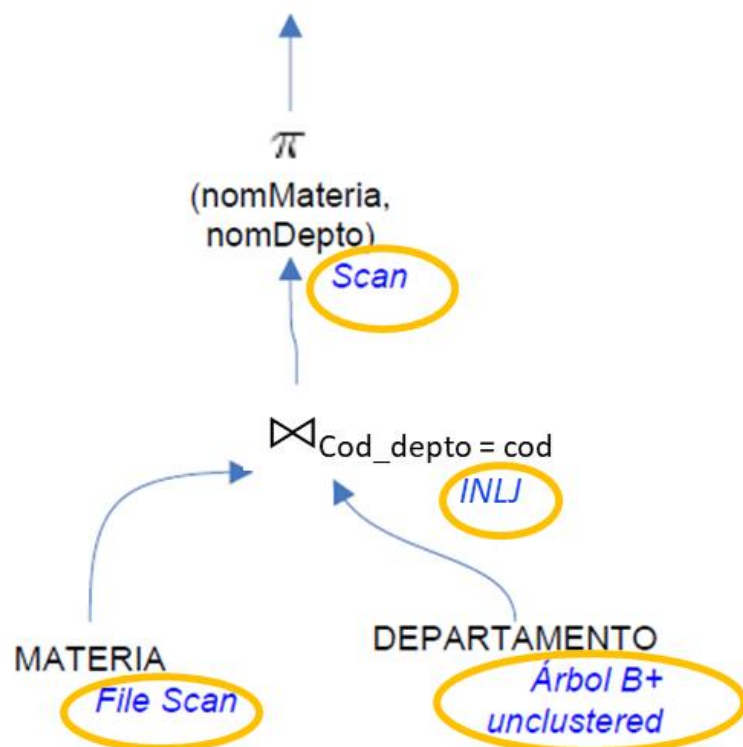 π
(nomMateria,
nomDepto)
Scan
⋈Cod_depto = cod
INLJ
MATERIA
File Scan
DEPARTAMENTO
Árbol B+
unclustered